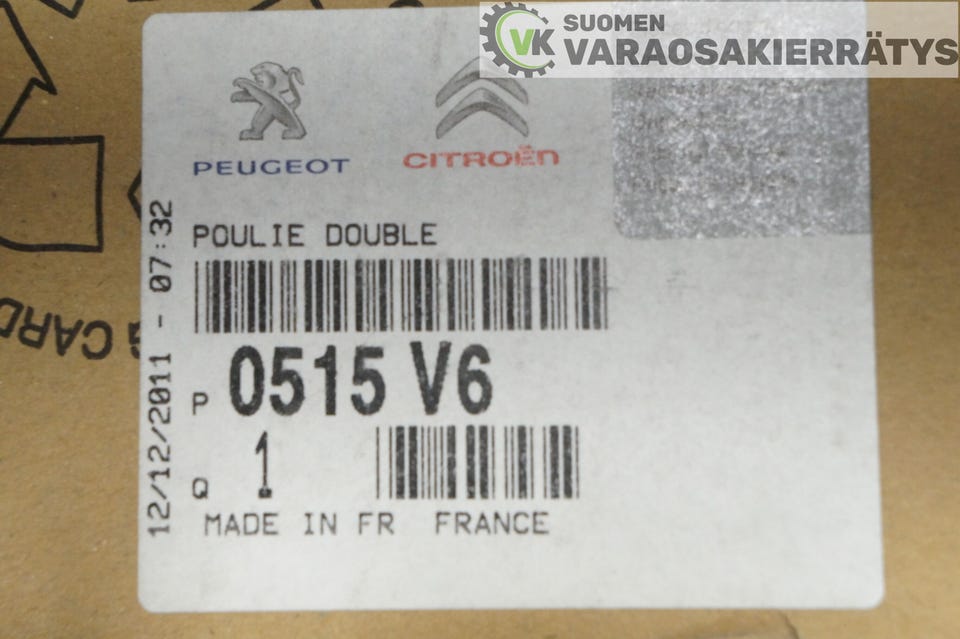 SUOMEN
VARAOSAKIERRÄTYS
VK
PEUGEOT
CITROËN
POULIE DOUBLE
P 0515 V6
Q 1
MADE IN FR FRANCE
12/12/2011 - 07:32
CARD